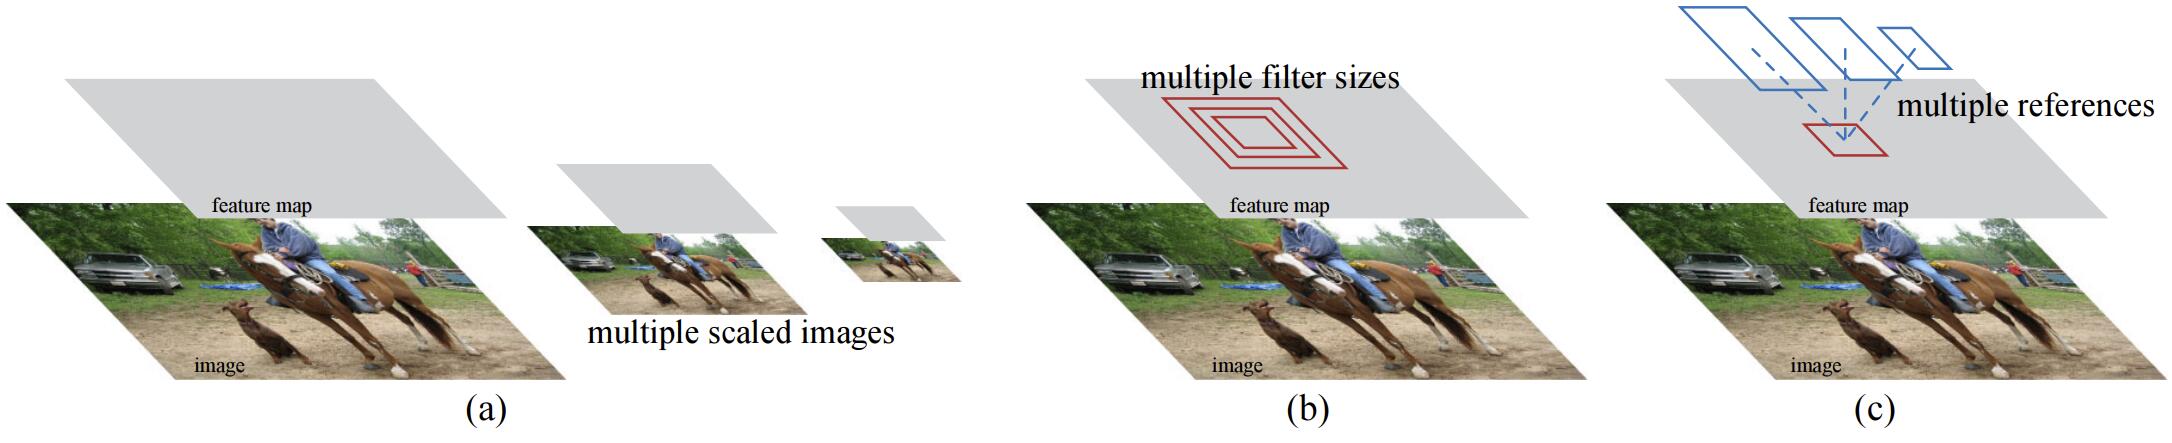 feature map
image
multiple scaled images
(a)
multiple filter sizes
feature map
image
(b)
multiple references
feature map
image
(c)